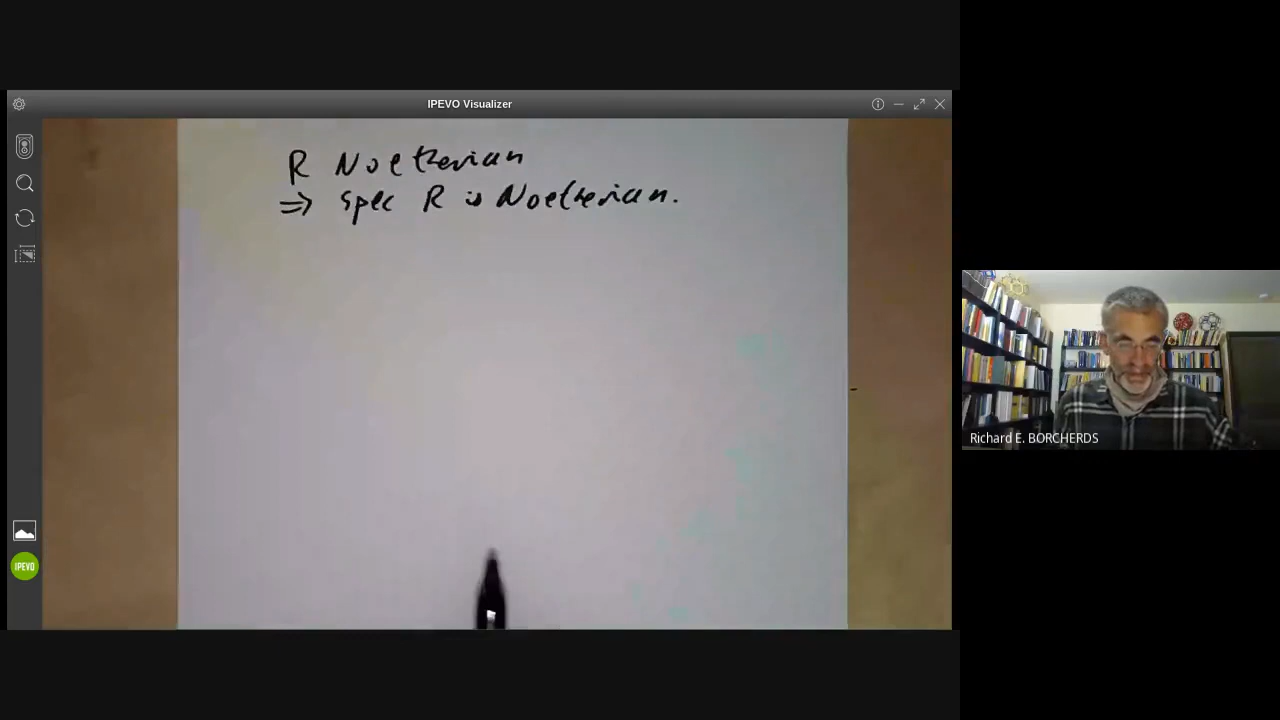 IPEVO Visualizer
R Noetherian
⇒ Spec R is Noetherian.
IPEVO
Richard E. BORCHERDS